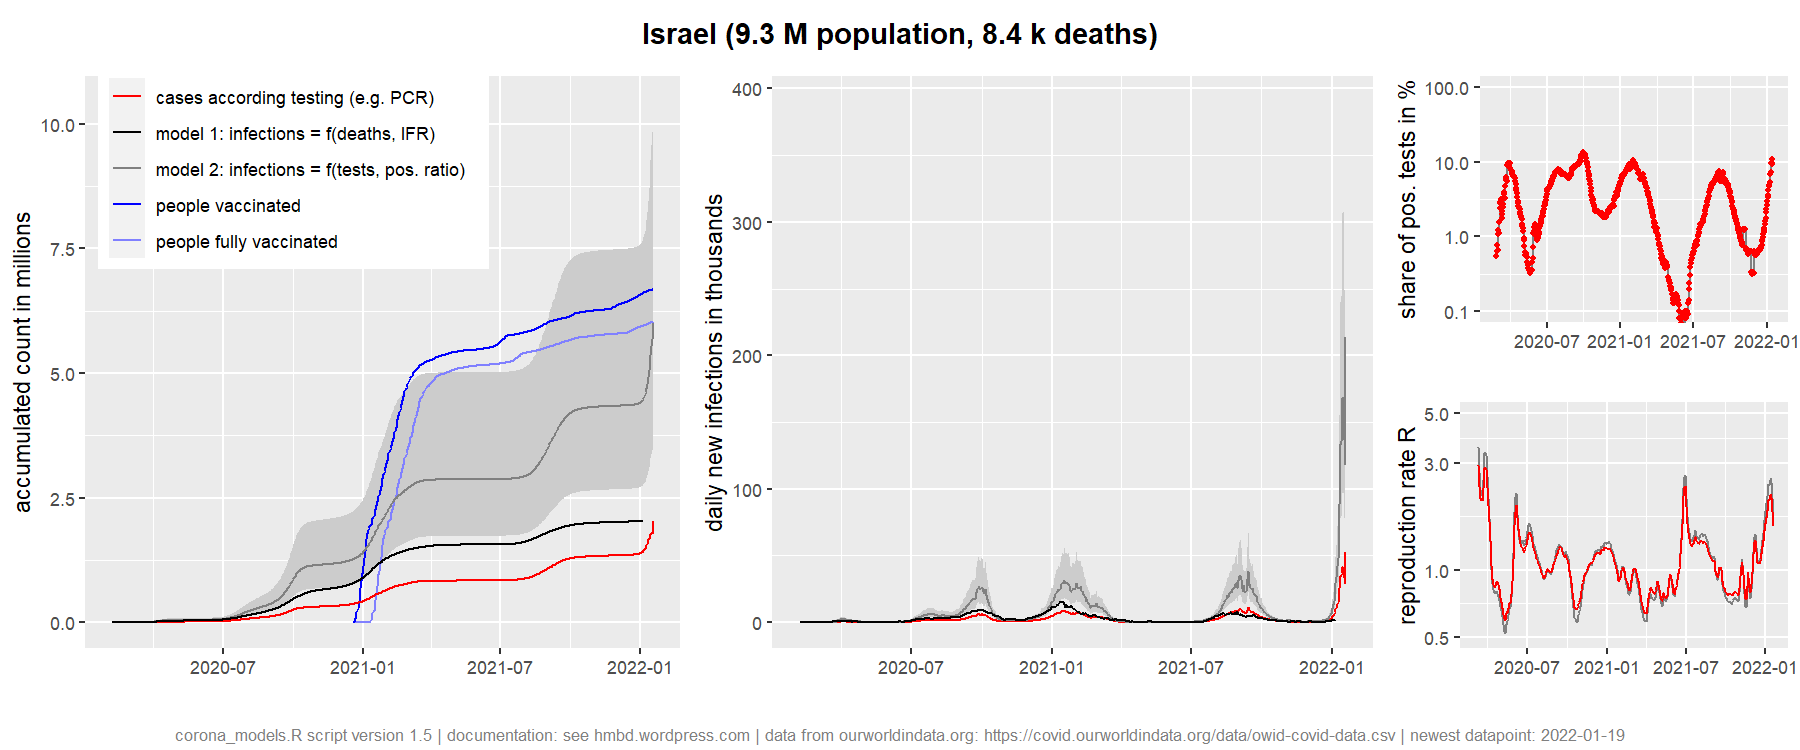 Israel (9.3 M population, 8.4 k deaths)
accumulated count in millions
10.0
7.5
5.0
2.5
0.0
cases according testing (e.g. PCR)
model 1: infections = f(deaths, IFR)
model 2: infections = f(tests, pos. ratio)
people vaccinated
people fully vaccinated
2020-07 2021-01 2021-07 2022-01
daily new infections in thousands
400
300
200
100
0
2020-07 2021-01 2021-07 2022-01
share of pos. tests in %
100.0
10.0
1.0
0.1
2020-07 2021-01 2021-07 2022-01
reproduction rate R
5.0
3.0
1.0
0.5
2020-07 2021-01 2021-07 2022-01
corona_models.R script version 1.5 | documentation: see hmbd.wordpress.com | data from ourworldindata.org: https://covid.ourworldindata.org/data/owid-covid-data.csv | newest datapoint: 2022-01-19